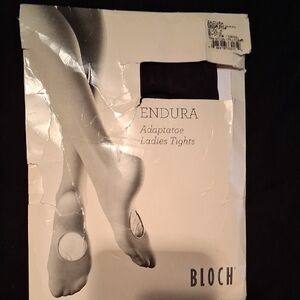 ENDURA
Adaptatoe
Ladies Tights
BLOCH